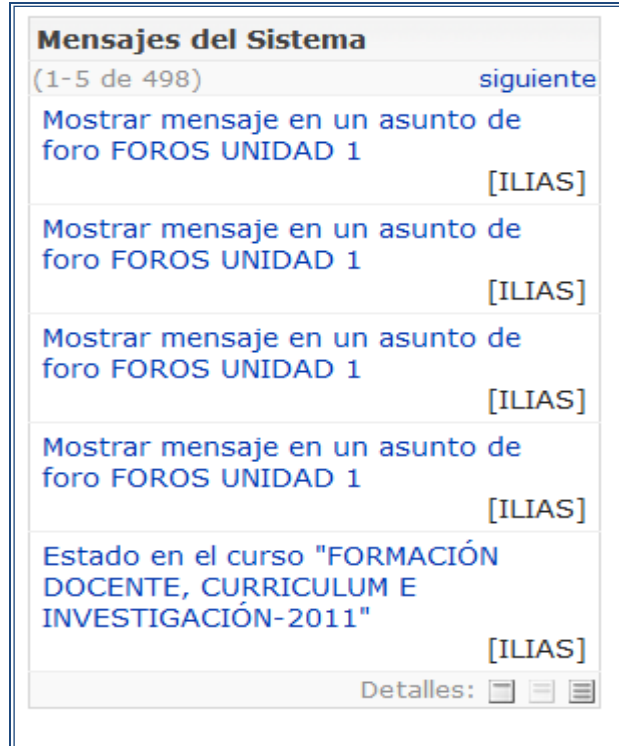 Mensajes del Sistema
(1-5 de 498) siguiente
Mostrar mensaje en un asunto de
foro FOROS UNIDAD 1
[ILIAS]
Mostrar mensaje en un asunto de
foro FOROS UNIDAD 1
[ILIAS]
Mostrar mensaje en un asunto de
foro FOROS UNIDAD 1
[ILIAS]
Mostrar mensaje en un asunto de
foro FOROS UNIDAD 1
[ILIAS]
Estado en el curso "FORMACIÓN
DOCENTE, CURRICULUM E
INVESTIGACIÓN-2011"
[ILIAS]
Detalles: